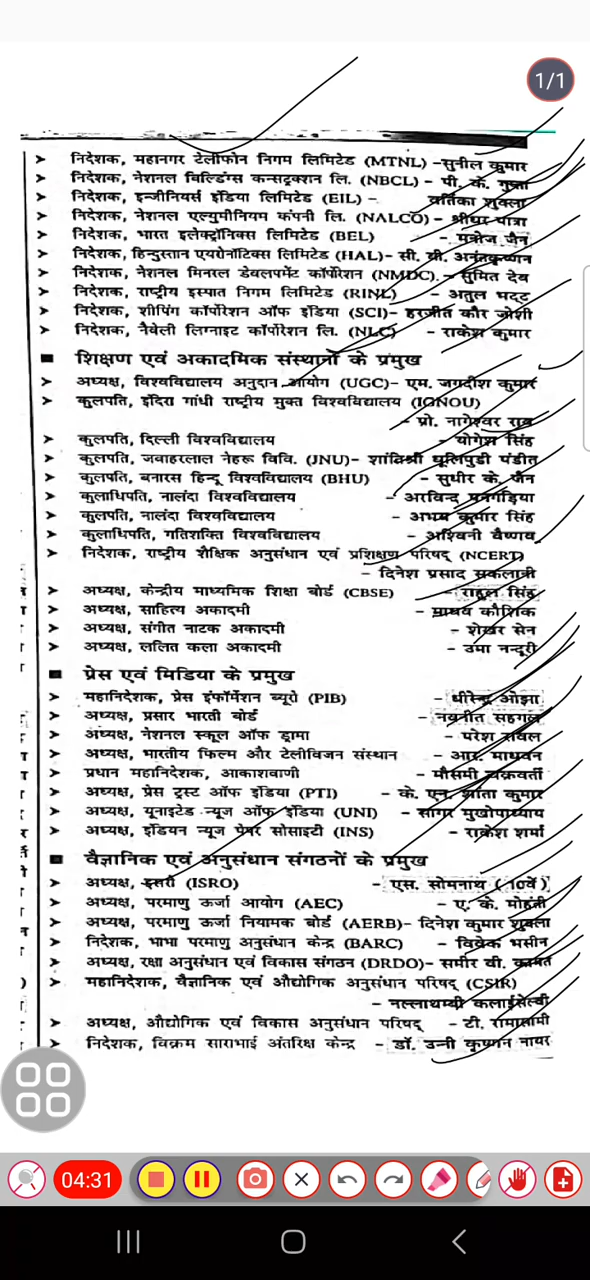 1/1
➤ निदेशक, महानगर टेलीफोन निगम लिमिटेड (MTNL) -सुनील कुमार
➤ निदेशक, नेशनल बिल्डिंग्स कन्सट्रक्शन लि. (NBCL) - पी. के. गुप्ता
➤ निदेशक, इन्जीनियर्स इंडिया लिमिटेड (EIL) - वर्तिका शुक्ला
➤ निदेशक, नेशनल एल्युमीनियम कंपनी लि. (NALCO) - श्रीधर पात्रा
➤ निदेशक, भारत इलेक्ट्रॉनिक्स लिमिटेड (BEL) - मनोज जैन
➤ निदेशक, हिन्दुस्तान एयरोनॉटिक्स लिमिटेड (HAL)- सी. बी. अनंतकृष्णन
➤ निदेशक, नेशनल मिनरल डेवलपमेंट कॉर्पोरेशन (NMDC). - सुमित देब
➤ निदेशक, राष्ट्रीय इस्पात निगम लिमिटेड (RINL) - अतुल भट्ट
➤ निदेशक, शीपिंग कॉर्पोरेशन ऑफ इंडिया (SCI)- हरजीत कौर जोशी
➤ निदेशक, नैवेली लिग्नाइट कॉर्पोरेशन लि. (NLC) - राकेश कुमार
■ शिक्षण एवं अकादमिक संस्थानों के प्रमुख
➤ अध्यक्ष, विश्वविद्यालय अनुदान आयोग (UGC)- एम. जगदीश कुमार
➤ कुलपति, इंदिरा गांधी राष्ट्रीय मुक्त विश्वविद्यालय (IGNOU)
- प्रो. नागेश्वर राव
➤ कुलपति, दिल्ली विश्वविद्यालय - योगेश सिंह
➤ कुलपति, जवाहरलाल नेहरू विवि. (JNU)- शांतिश्री धूलिपुडी पंडीत
➤ कुलपति, बनारस हिन्दू विश्वविद्यालय (BHU) - सुधीर के. जैन
➤ कुलाधिपति, नालंदा विश्वविद्यालय - अरविन्द पनगढ़िया
➤ कुलपति, नालंदा विश्वविद्यालय - अभय कुमार सिंह
➤ कुलाधिपति, गतिशक्ति विश्वविद्यालय - अश्विनी वैष्णव
➤ निदेशक, राष्ट्रीय शैक्षिक अनुसंधान एवं प्रशिक्षण परिषद् (NCERT)
- दिनेश प्रसाद सकलानी
➤ अध्यक्ष, केन्द्रीय माध्यमिक शिक्षा बोर्ड (CBSE) - राहुल सिंह
➤ अध्यक्ष, साहित्य अकादमी - माधव कौशिक
➤ अध्यक्ष, संगीत नाटक अकादमी - शेखर सेन
➤ अध्यक्ष, ललित कला अकादमी - उमा नन्दूरी
■ प्रेस एवं मिडिया के प्रमुख
➤ महानिदेशक, प्रेस इंफॉर्मेशन ब्यूरो (PIB) - धीरेन्द्र ओझा
➤ अध्यक्ष, प्रसार भारती बोर्ड - नवनीत सहगल
➤ अध्यक्ष, नेशनल स्कूल ऑफ ड्रामा - परेश रावल
➤ अध्यक्ष, भारतीय फिल्म और टेलीविजन संस्थान - आर. माधवन
➤ प्रधान महानिदेशक, आकाशवाणी - मौसमी चक्रवर्ती
➤ अध्यक्ष, प्रेस ट्रस्ट ऑफ इंडिया (PTI) - के. एन. शांता कुमार
➤ अध्यक्ष, यूनाइटेड न्यूज ऑफ इंडिया (UNI) - सागर मुखोपाध्याय
➤ अध्यक्ष, इंडियन न्यूज पेपर सोसाइटी (INS) - राकेश शर्मा
■ वैज्ञानिक एवं अनुसंधान संगठनों के प्रमुख
➤ अध्यक्ष, इसरो (ISRO) - एस. सोमनाथ (10वें)
➤ अध्यक्ष, परमाणु ऊर्जा आयोग (AEC) - ए. के. मोहंती
➤ अध्यक्ष, परमाणु ऊर्जा नियामक बोर्ड (AERB)- दिनेश कुमार शुक्ला
➤ निदेशक, भाभा परमाणु अनुसंधान केन्द्र (BARC) - विवेक भसीन
➤ अध्यक्ष, रक्षा अनुसंधान एवं विकास संगठन (DRDO)- समीर वी. कामत
➤ महानिदेशक, वैज्ञानिक एवं औद्योगिक अनुसंधान परिषद् (CSIR)
- नल्लाथम्बी कलाईसेल्वी
➤ अध्यक्ष, औद्योगिक एवं विकास अनुसंधान परिषद् - टी. रामासामी
➤ निदेशक, विक्रम साराभाई अंतरिक्ष केन्द्र - डॉ. उन्नी कृष्णन नायर
04:31